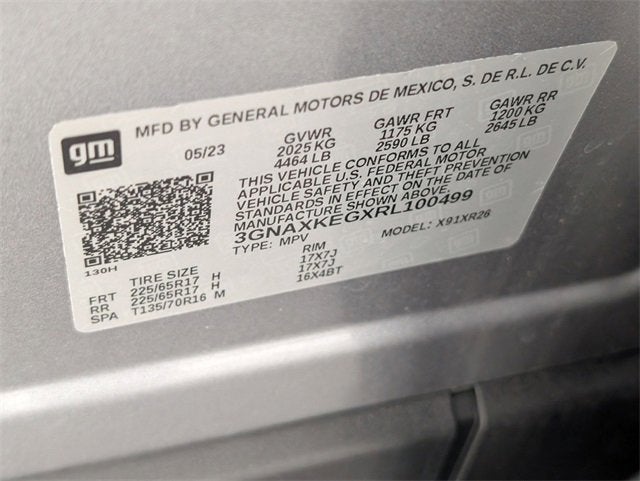 gm
MFD BY GENERAL MOTORS DE MEXICO, S. DE R.L. DE C.V.
05/23
GVWR
2025 KG
4464 LB
GAWR FRT
1175 KG
2590 LB
GAWR RR
1200 KG
2645 LB
THIS VEHICLE CONFORMS TO ALL
APPLICABLE U.S. FEDERAL MOTOR
VEHICLE SAFETY AND THEFT PREVENTION
STANDARDS IN EFFECT ON THE DATE OF
MANUFACTURE SHOWN ABOVE.
3GNAXKEGXRL100499
TYPE: MPV
MODEL: X91XR26
130H
TIRE SIZE
RIM
FRT 225/65R17 H 17X7J
RR 225/65R17 H 17X7J
SPA T135/70R16 M 16X4BT